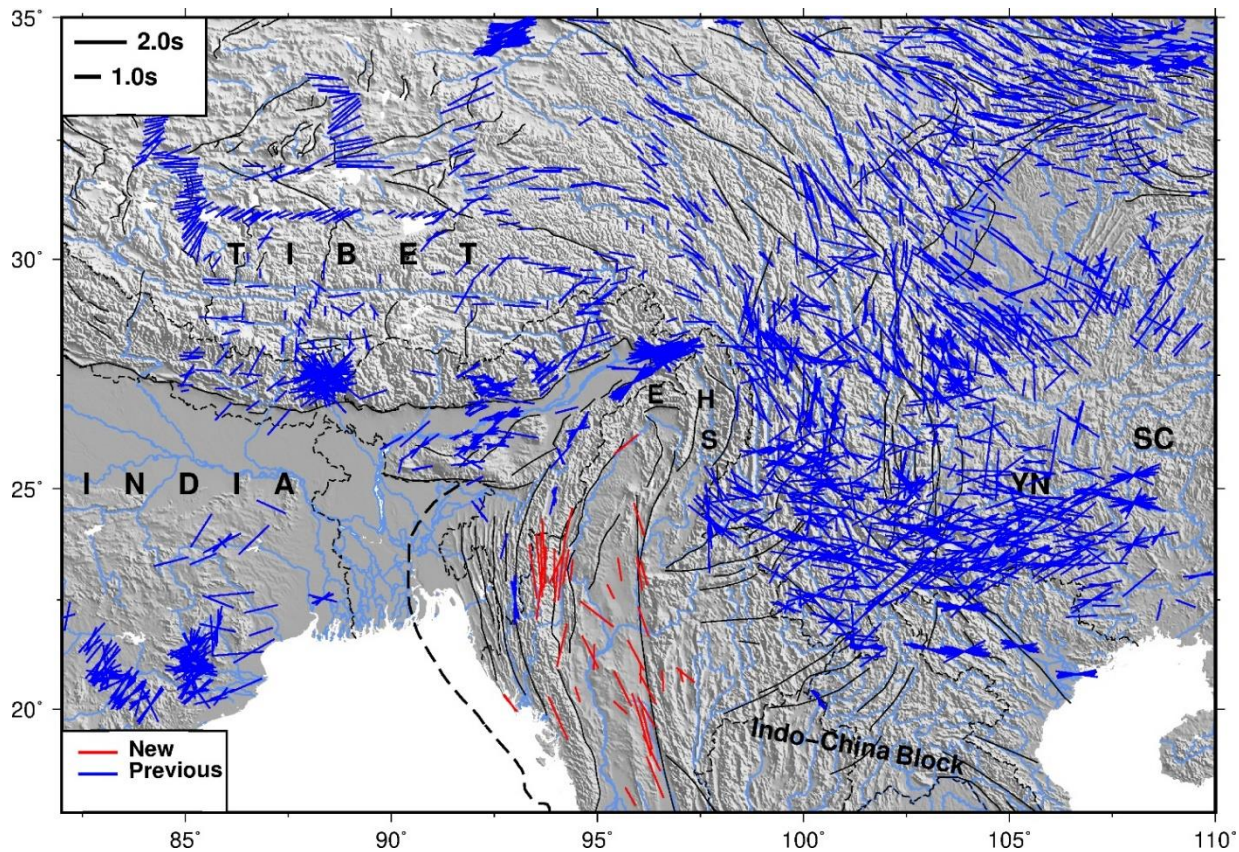 35°
2.0s
1.0s
30°
T I B E T
E H
S
SC
25°
I N D I A
YN
20°
Indo-China Block
New
Previous
85° 90° 95° 100° 105° 110°